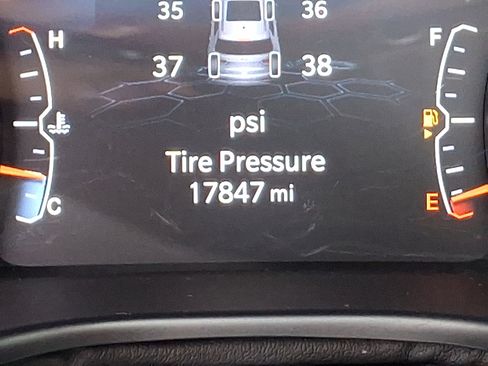 35 36
H F
37 38
psi
Tire Pressure
17847 mi
C E